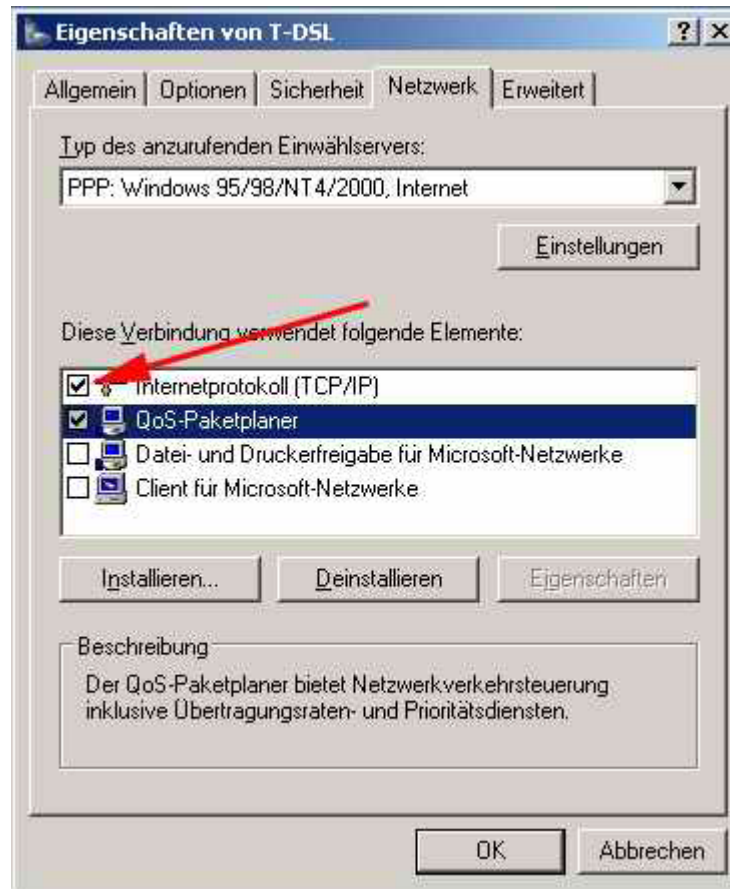 Eigenschaften von T-DSL
Allgemein Optionen Sicherheit Netzwerk Erweitert
Typ des anzurufenden Einwählservers:
PPP: Windows 95/98/NT4/2000, Internet
Einstellungen
Diese Verbindung verwendet folgende Elemente:
Internetprotokoll (TCP/IP)
QoS-Paketplaner
Datei- und Druckerfreigabe für Microsoft-Netzwerke
Client für Microsoft-Netzwerke
Installieren... Deinstallieren Eigenschaften
Beschreibung
Der QoS-Paketplaner bietet Netzwerkverkehrsteuerung
inklusive Übertragungsraten- und Prioritätsdiensten.
OK Abbrechen